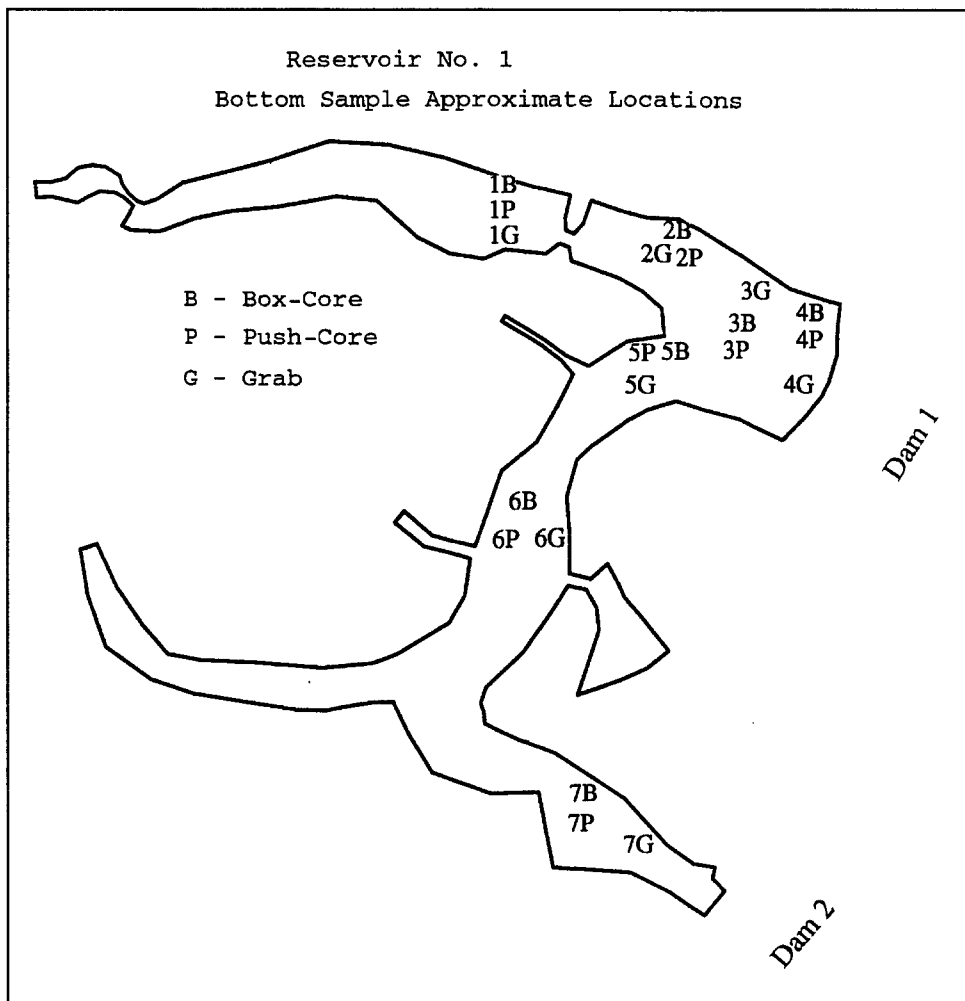 Reservoir No. 1
Bottom Sample Approximate Locations
1B
1P
1G
2B
2G 2P
3G
3B
3P
4B
4P
4G
5P 5B
5G
B - Box-Core
P - Push-Core
G - Grab
6B
6P 6G
7B
7P
7G
Dam 1
Dam 2